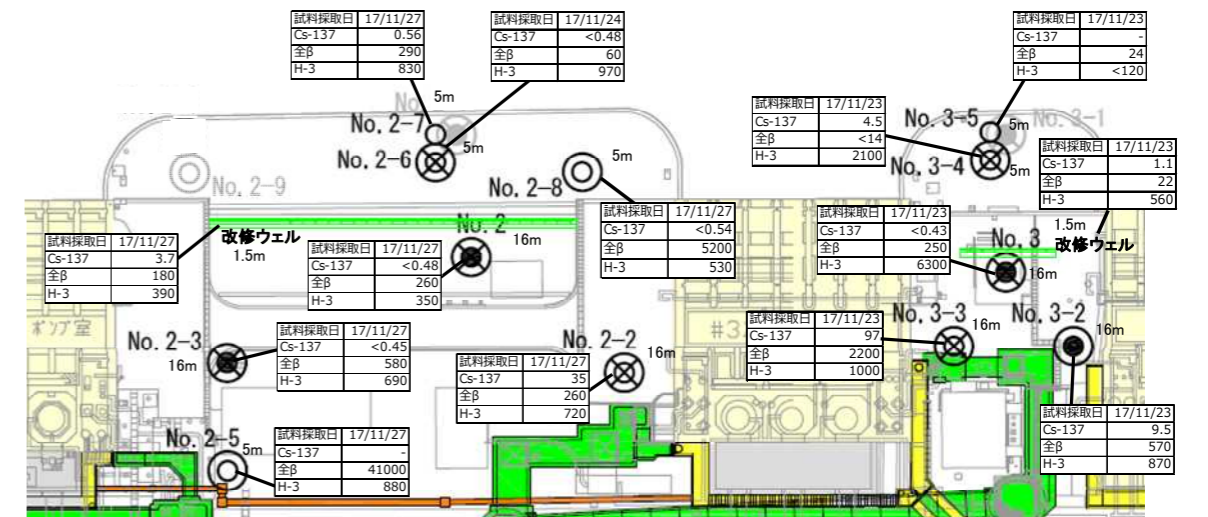 試料採取日 17/11/27
Cs-137 0.56
全β 290
H-3 830
試料採取日 17/11/24
Cs-137 <0.48
全β 60
H-3 970
試料採取日 17/11/23
Cs-137 -
全β 24
H-3 <120
No
5m
No. 2-7
No. 2-6
5m
試料採取日 17/11/23
Cs-137 4.5
全β <14
H-3 2100
No. 3-5
5m
3-1
No. 3-4
5m
試料採取日 17/11/23
Cs-137 1.1
全β 22
H-3 560
No. 2-9
No. 2-8
5m
試料採取日 17/11/27
Cs-137 <0.54
全β 5200
H-3 530
試料採取日 17/11/23
Cs-137 <0.43
全β 250
H-3 6300
1.5m
改修ウェル
No. 3
16m
改修ウェル
1.5m
試料採取日 17/11/27
Cs-137 3.7
全β 180
H-3 390
No. 2
16m
試料採取日 17/11/27
Cs-137 <0.48
全β 260
H-3 350
ポンプ室
No. 2-3
16m
試料採取日 17/11/27
Cs-137 <0.45
全β 580
H-3 690
No. 2-2
16m
試料採取日 17/11/27
Cs-137 35
全β 260
H-3 720
#3
試料採取日 17/11/23
Cs-137 97
全β 2200
H-3 1000
No. 3-3
16m
No. 3-2
16m
試料採取日 17/11/23
Cs-137 9.5
全β 570
H-3 870
No. 2-5
5m
試料採取日 17/11/27
Cs-137 -
全β 41000
H-3 880